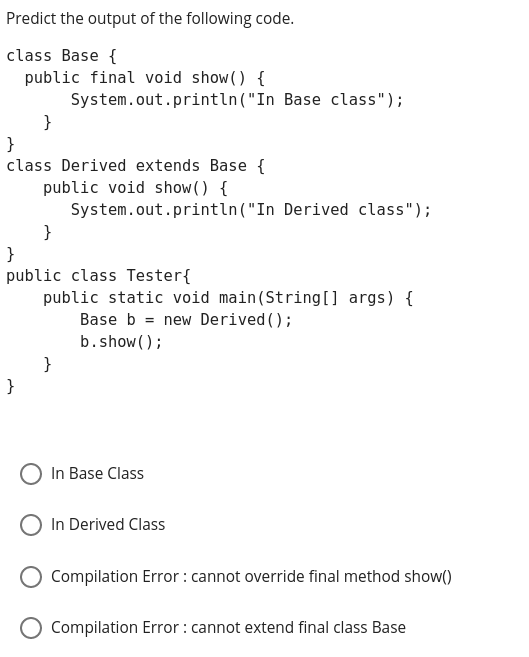 Predict the output of the following code.
class Base {
  public final void show() {
       System.out.println("In Base class");
    }
}
class Derived extends Base {
    public void show() {
       System.out.println("In Derived class");
    }
}
public class Tester{
    public static void main(String[] args) {
        Base b = new Derived();
        b.show();
    }
}
In Base Class
In Derived Class
Compilation Error : cannot override final method show()
Compilation Error : cannot extend final class Base